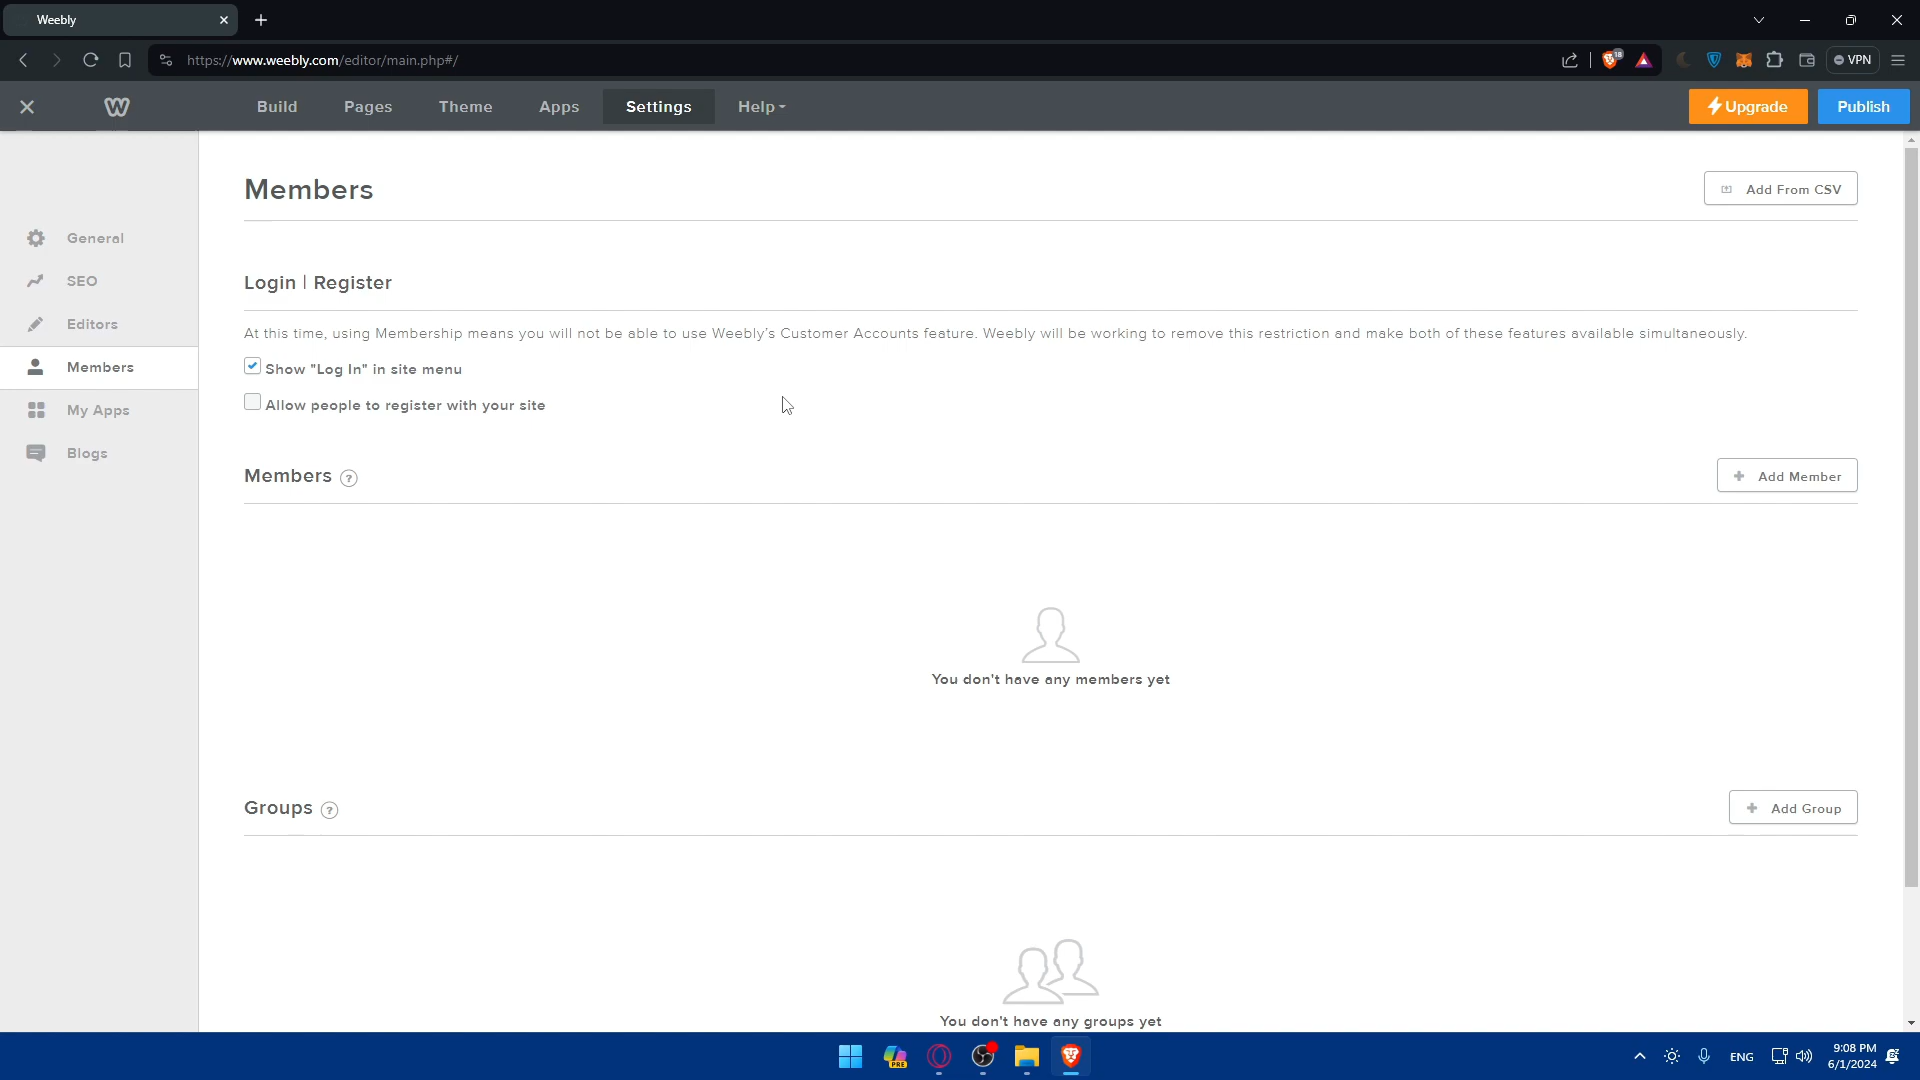 Weebly
https://www.weebly.com/editor/main.php#/
18
VPN
Build
Pages
Theme
Apps
Settings
Help
Upgrade
Publish
Members
Add From CSV
General
SEO
Editors
Members
My Apps
Blogs
Login | Register
At this time, using Membership means you will not be able to use Weebly's Customer Accounts feature. Weebly will be working to remove this restriction and make both of these features available simultaneously.
Show "Log In" in site menu
Allow people to register with your site
Members ?
+ Add Member
You don't have any members yet
Groups ?
+ Add Group
You don't have any groups yet
PRE
ENG
9:08 PM
6/1/2024